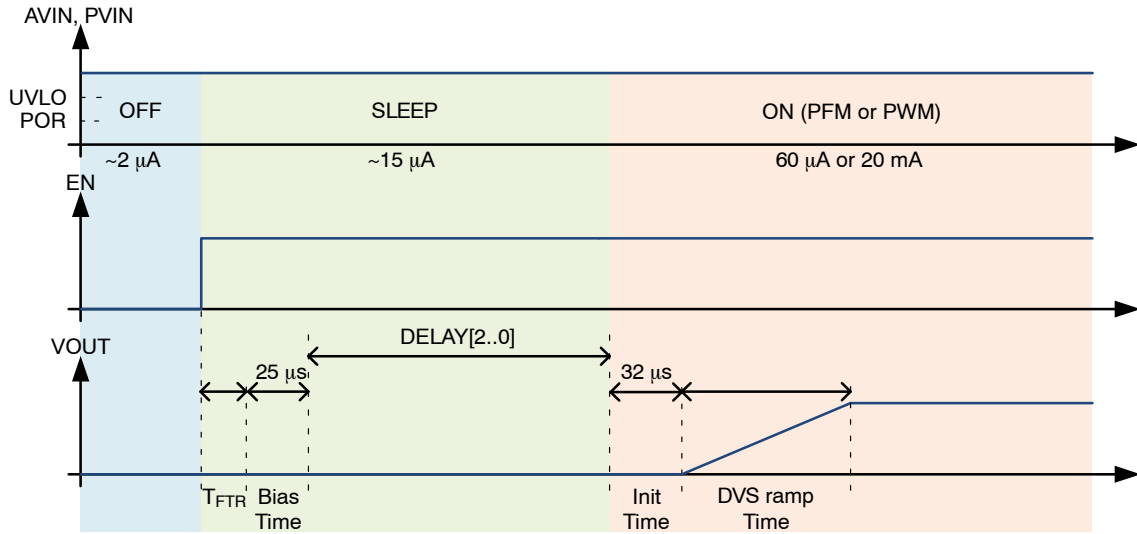 AVIN, PVIN
UVLO
POR
OFF
SLEEP
ON (PFM or PWM)
~2 μA
~15 μA
60 μA or 20 mA
EN
VOUT
DELAY[2..0]
25 μs
32 μs
TFTR
Bias
Time
Init
Time
DVS ramp
Time